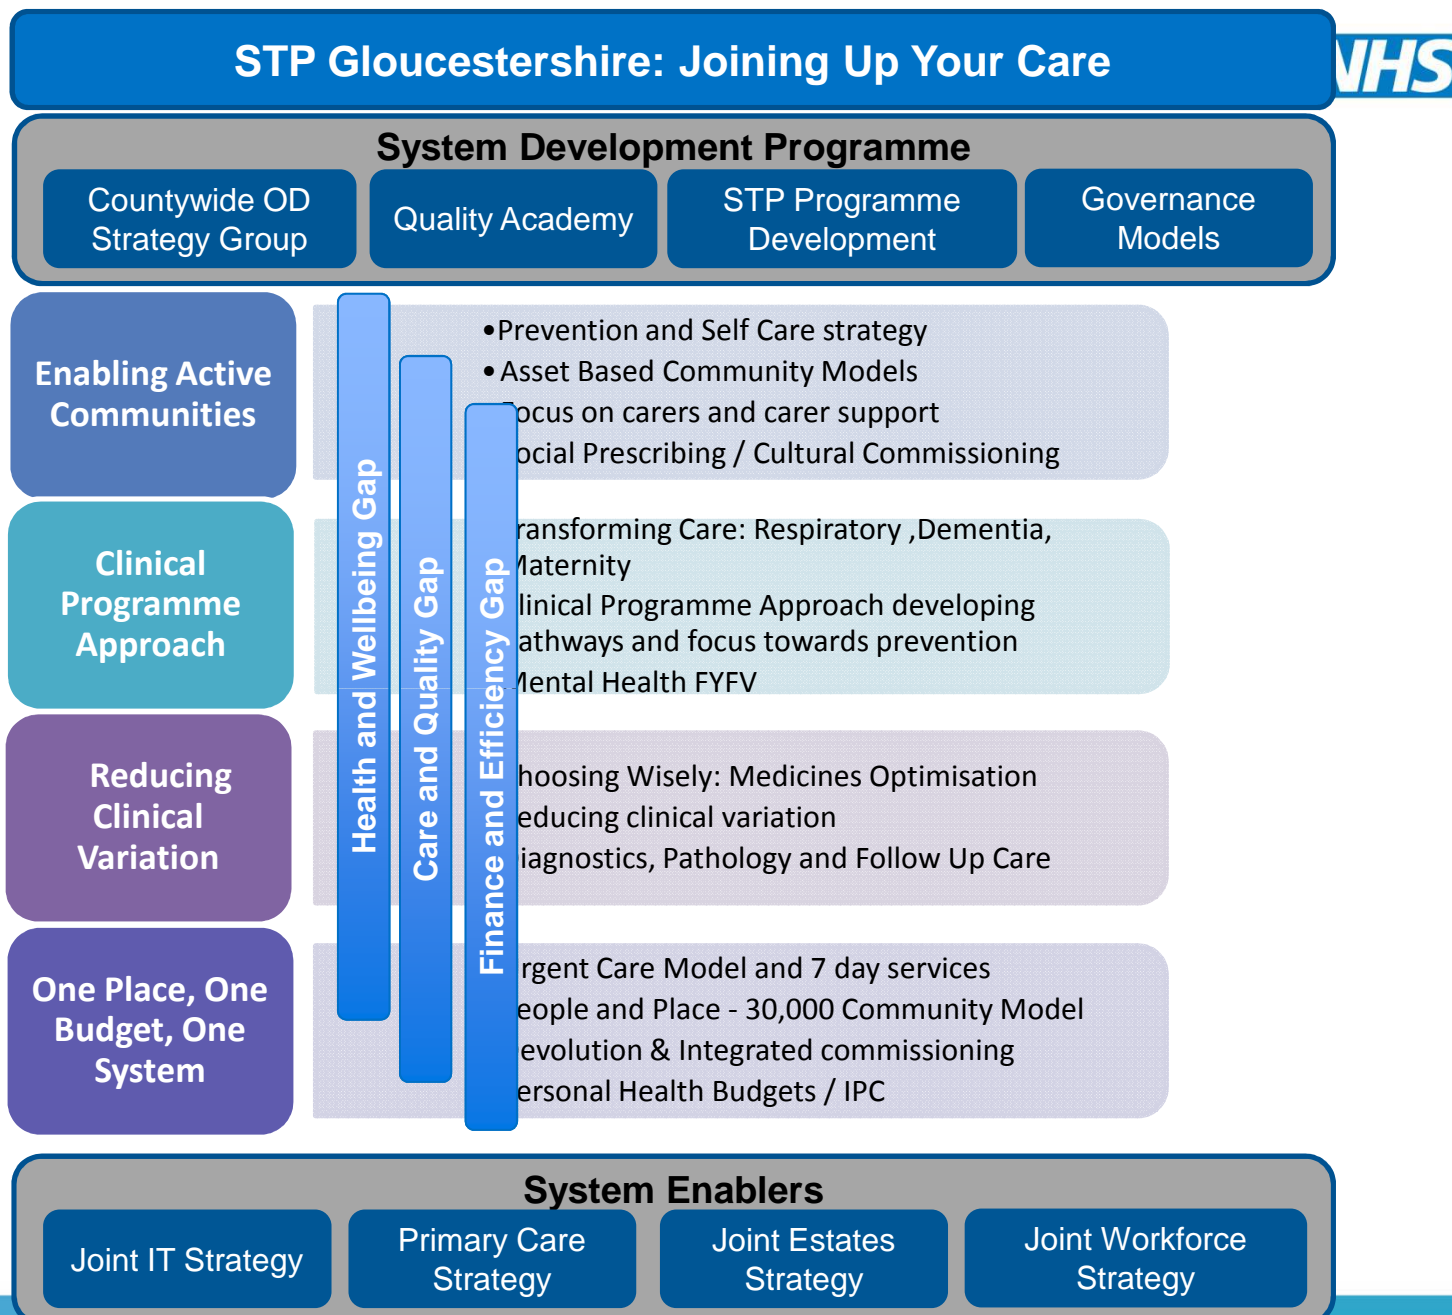 STP Gloucestershire: Joining Up Your Care
NHS
System Development Programme
Countywide OD
Strategy Group
Quality Academy
STP Programme
Development
Governance
Models
Enabling Active
Communities
•Prevention and Self Care strategy
•Asset Based Community Models
Focus on carers and carer support
ocial Prescribing / Cultural Commissioning
Clinical
Programme
Approach
ransforming Care: Respiratory ,Dementia,
Maternity
linical Programme Approach developing
athways and focus towards prevention
Mental Health FYFV
Reducing
Clinical
Variation
hoosing Wisely: Medicines Optimisation
educing clinical variation
iagnostics, Pathology and Follow Up Care
One Place, One
Budget, One
System
rgent Care Model and 7 day services
eople and Place - 30,000 Community Model
evolution & Integrated commissioning
ersonal Health Budgets / IPC
Health and Wellbeing Gap
Care and Quality Gap
Finance and Efficiency Gap
System Enablers
Joint IT Strategy
Primary Care
Strategy
Joint Estates
Strategy
Joint Workforce
Strategy